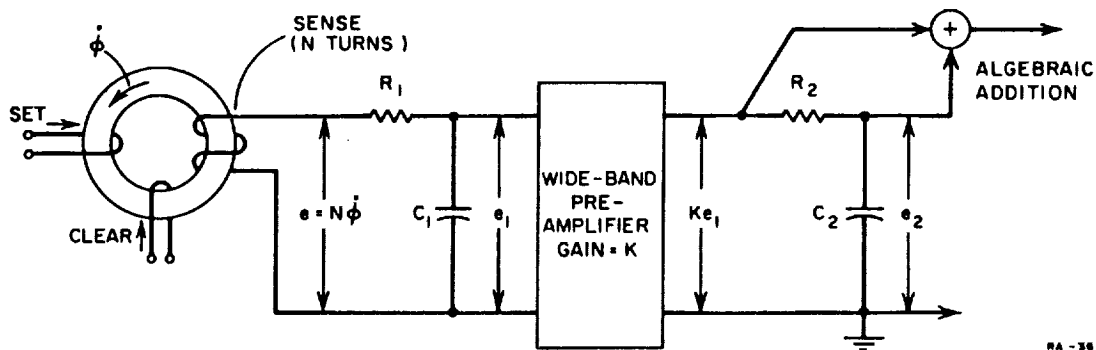 SENSE
(N TURNS)
φ̇
SET
CLEAR
e = Nφ̇
R1
C1
e1
WIDE-BAND
PRE-
AMPLIFIER
GAIN = K
Ke1
R2
C2
e2
+
ALGEBRAIC
ADDITION